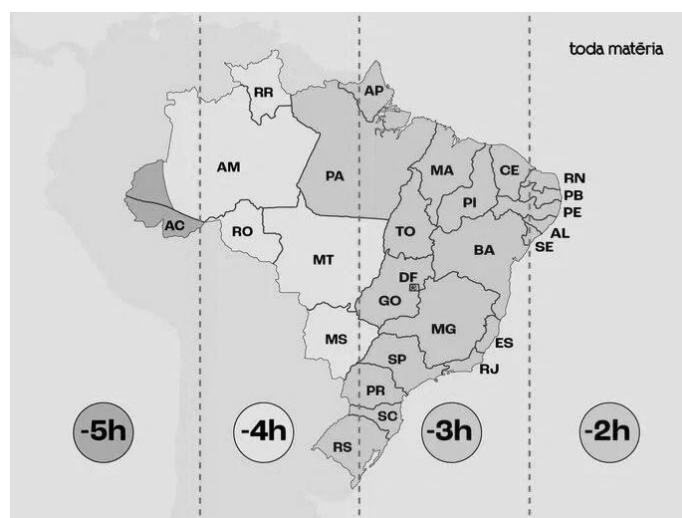 toda matéria
RR
AP
AM
PA
MA
CE
RN
PB
PE
AL
SE
PI
AC
RO
TO
BA
MT
DF
GO
MS
MG
ES
SP
RJ
PR
SC
RS
-5h
-4h
-3h
-2h